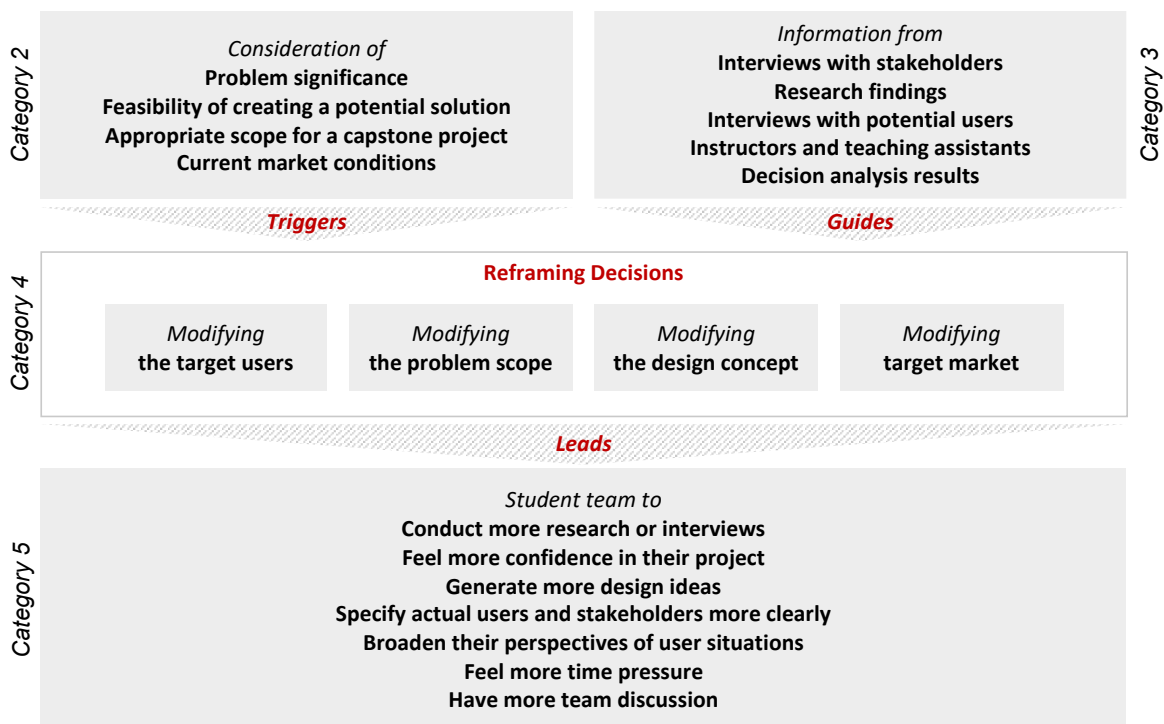 Category 2
Consideration of
Problem significance
Feasibility of creating a potential solution
Appropriate scope for a capstone project
Current market conditions
Information from
Interviews with stakeholders
Research findings
Interviews with potential users
Instructors and teaching assistants
Decision analysis results
Category 3
Triggers
Guides
Category 4
Reframing Decisions
Modifying
the target users
Modifying
the problem scope
Modifying
the design concept
Modifying
target market
Leads
Category 5
Student team to
Conduct more research or interviews
Feel more confidence in their project
Generate more design ideas
Specify actual users and stakeholders more clearly
Broaden their perspectives of user situations
Feel more time pressure
Have more team discussion